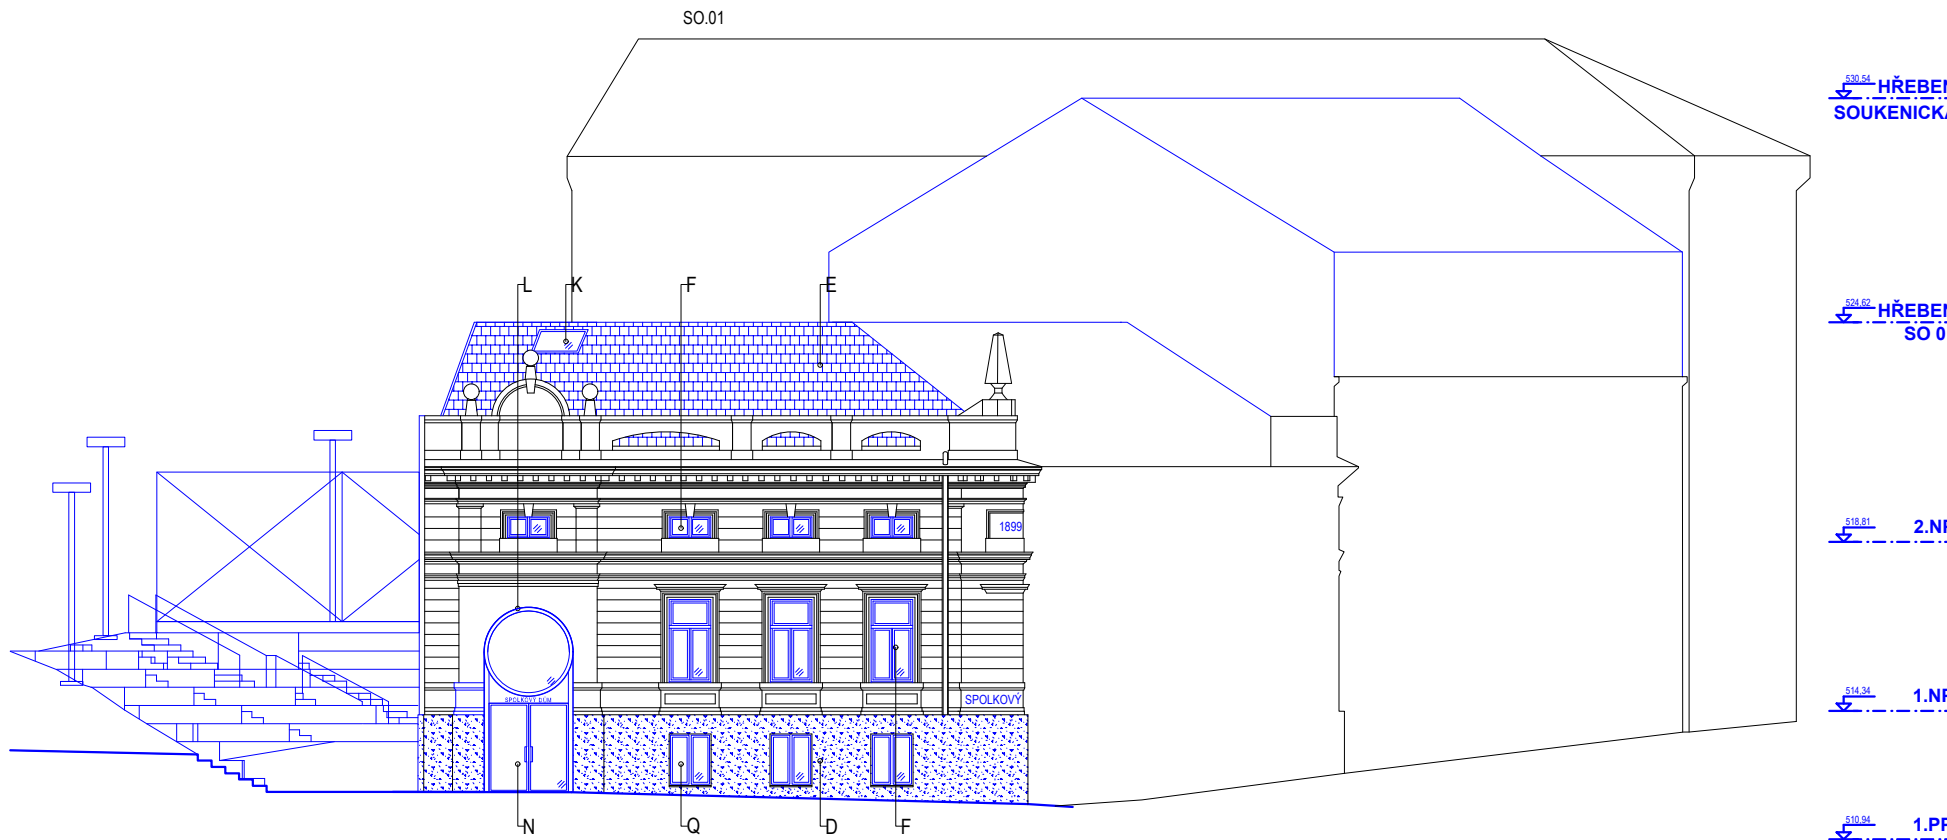 SO.01
530,54 HŘEBEN
SOUKENICKÁ
L K F E
524,62 HŘEBEN
SO 0
1899
518,81 2.NP
SPOLKOVÝ DŮM
SPOLKOVÝ
514,34 1.NP
N Q D F
510,94 1.PP